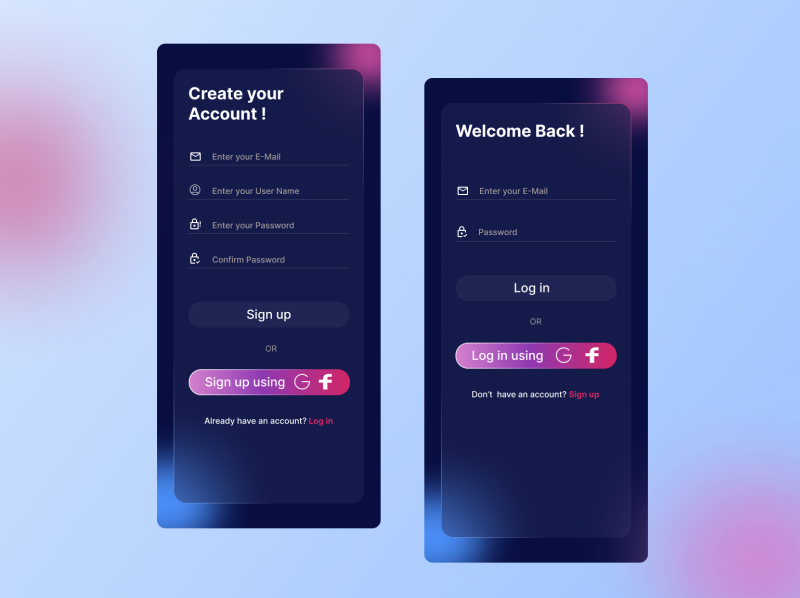 Create your
Account !
Enter your E-Mail
Enter your User Name
Enter your Password
Confirm Password
Sign up
OR
Sign up using G f
Already have an account? Log in
Welcome Back !
Enter your E-Mail
Password
Log in
OR
Log in using G f
Don't have an account? Sign up